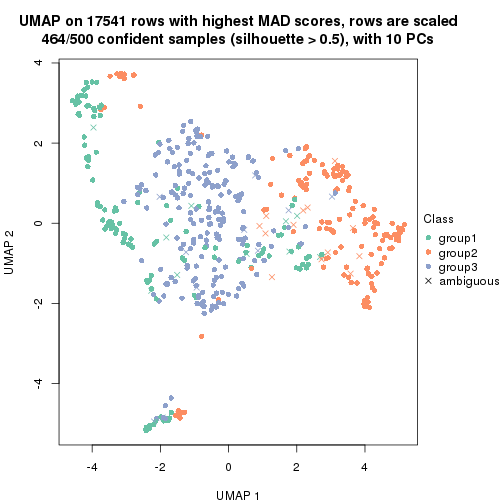 UMAP on 17541 rows with highest MAD scores, rows are scaled
464/500 confident samples (silhouette > 0.5), with 10 PCs
4
2
0
-2
-4
UMAP 2
-4 -2 0 2 4
UMAP 1
Class
group1
group2
group3
ambiguous